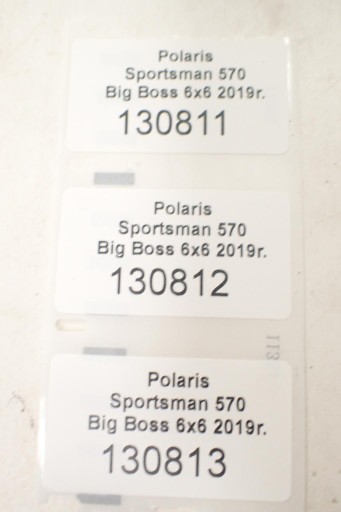 Polaris
Sportsman 570
Big Boss 6x6 2019r.
130811
Polaris
Sportsman 570
Big Boss 6x6 2019r.
130812
113
Polaris
Sportsman 570
Big Boss 6x6 2019r.
130813